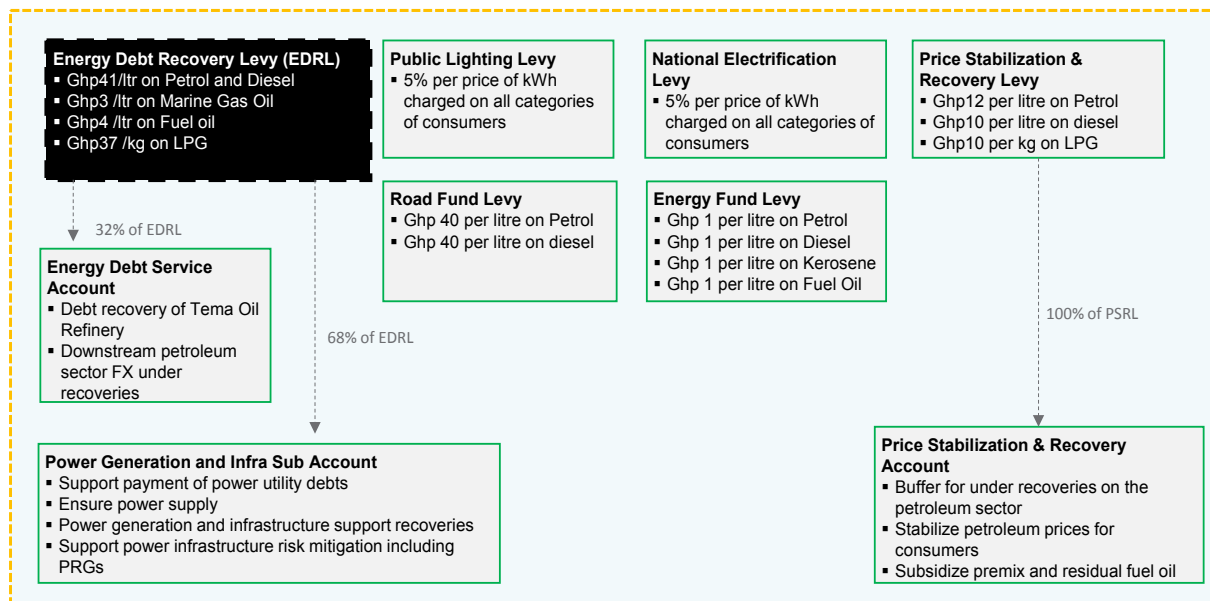 Energy Debt Recovery Levy (EDRL)
▪ Ghp41/ltr on Petrol and Diesel
▪ Ghp3 /ltr on Marine Gas Oil
▪ Ghp4 /ltr on Fuel oil
▪ Ghp37 /kg on LPG
Public Lighting Levy
▪ 5% per price of kWh
charged on all categories
of consumers
National Electrification
Levy
▪ 5% per price of kWh
charged on all categories of
consumers
Price Stabilization &
Recovery Levy
▪ Ghp12 per litre on Petrol
▪ Ghp10 per litre on diesel
▪ Ghp10 per kg on LPG
Road Fund Levy
▪ Ghp 40 per litre on Petrol
▪ Ghp 40 per litre on diesel
Energy Fund Levy
▪ Ghp 1 per litre on Petrol
▪ Ghp 1 per litre on Diesel
▪ Ghp 1 per litre on Kerosene
▪ Ghp 1 per litre on Fuel Oil
32% of EDRL
Energy Debt Service
Account
▪ Debt recovery of Tema Oil
Refinery
▪ Downstream petroleum
sector FX under
recoveries
68% of EDRL
100% of PSRL
Power Generation and Infra Sub Account
▪ Support payment of power utility debts
▪ Ensure power supply
▪ Power generation and infrastructure support recoveries
▪ Support power infrastructure risk mitigation including
PRGs
Price Stabilization & Recovery
Account
▪ Buffer for under recoveries on the
petroleum sector
▪ Stabilize petroleum prices for
consumers
▪ Subsidize premix and residual fuel oil